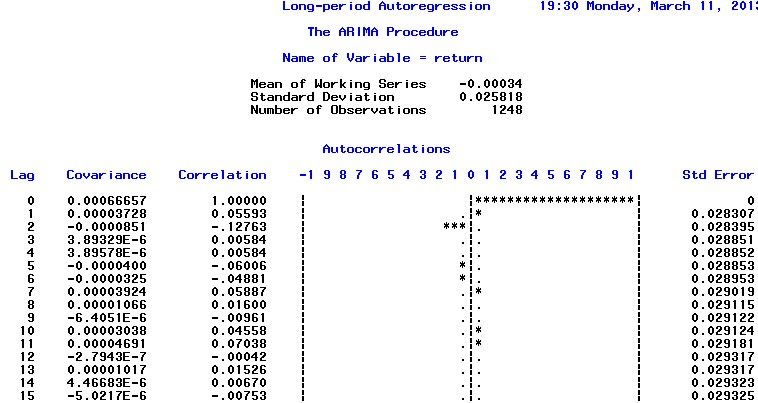 Long-period Autoregression 19:30 Monday, March 11, 2013
The ARIMA Procedure
Name of Variable = return
Mean of Working Series -0.00034
Standard Deviation 0.025818
Number of Observations 1248
Autocorrelations
Lag Covariance Correlation -1 9 8 7 6 5 4 3 2 1 0 1 2 3 4 5 6 7 8 9 1 Std Error
0 0.00066657 1.00000 | |********************| 0
1 0.00003728 0.05593 | .|* | 0.028307
2 -0.0000851 -.12763 | ***|. | 0.028395
3 3.89329E-6 0.00584 | .|. | 0.028851
4 3.89578E-6 0.00584 | .|. | 0.028852
5 -0.0000400 -.06006 | *|. | 0.028853
6 -0.0000325 -.04881 | *|. | 0.028953
7 0.00003924 0.05887 | .|* | 0.029019
8 0.00001066 0.01600 | .|. | 0.029115
9 -6.4051E-6 -.00961 | .|. | 0.029122
10 0.00003038 0.04558 | .|* | 0.029124
11 0.00004691 0.07038 | .|* | 0.029181
12 -2.7943E-7 -.00042 | .|. | 0.029317
13 0.00001017 0.01526 | .|. | 0.029317
14 4.46683E-6 0.00670 | .|. | 0.029323
15 -5.0217E-6 -.00753 | .|. | 0.029325